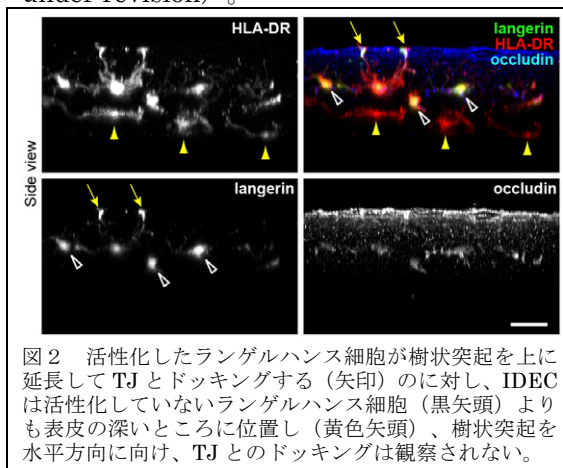 under revision）。
HLA-DR
langerin
HLA-DR
occludin
Side view
langerin
occludin
図２　活性化したランゲルハンス細胞が樹状突起を上に
延長して TJ とドッキングする（矢印）のに対し、IDEC
は活性化していないランゲルハンス細胞（黒矢頭）より
も表皮の深いところに位置し（黄色矢頭）、樹状突起を
水平方向に向け、TJ とのドッキングは観察されない。